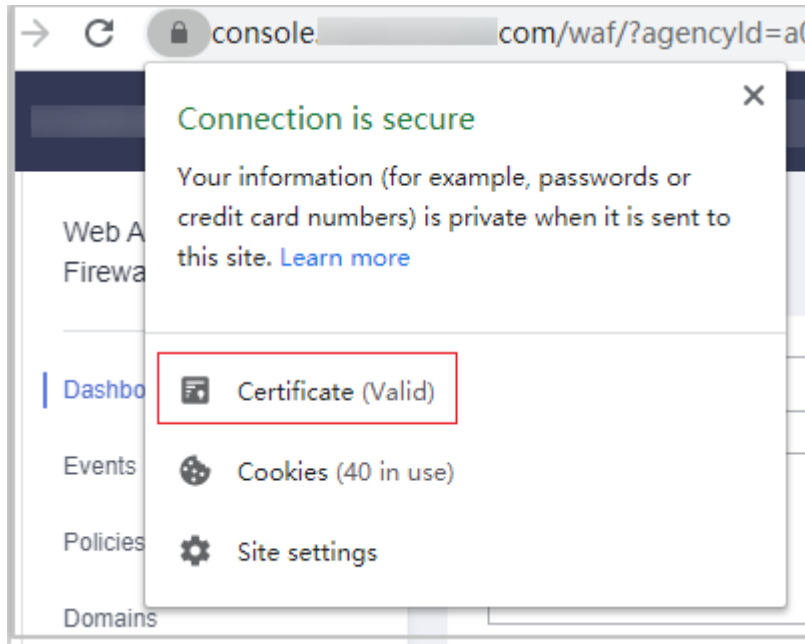 console. com/waf/?agencyId=a0
Connection is secure
Your information (for example, passwords or
credit card numbers) is private when it is sent to
this site. Learn more
Web A
Firewa
Certificate (Valid)
Dashbo
Cookies (40 in use)
Events
Site settings
Policies
Domains